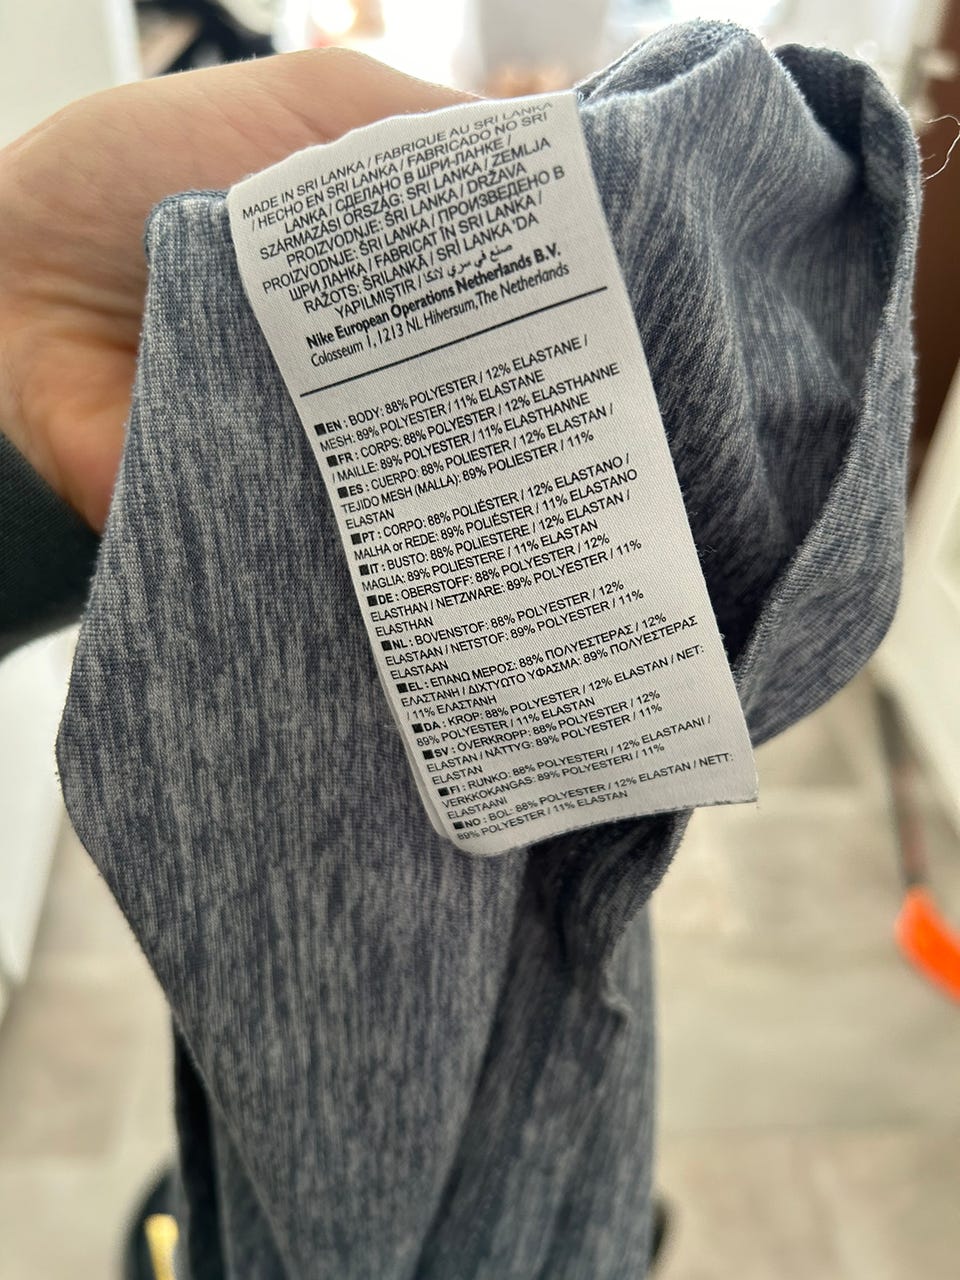 MADE IN SRI LANKA / FABRIQUE AU SRI LANKA
/ HECHO EN SRI LANKA / FABRICADO NO SRI
LANKA / СДЕЛАНО В ШРИ-ЛАНКЕ /
SZÁRMAZÁSI ORSZÁG: SRI LANKA / ZEMLJA
PROIZVODNJE: ŠRI LANKA / DRŽAVA
PROIZVODNJE: ŠRI LANKA / ПРОИЗВЕДЕНО В
ШРИ ЛАНКА / FABRICAT ÎN SRI LANKA /
RAŽOTS: ŠRILANKA / SRİ LANKA 'DA
YAPILMIŞTIR / صنع في سري لانكا
Nike European Operations Netherlands B.V.
Colosseum 1, 1213 NL Hilversum, The Netherlands
■EN : BODY: 88% POLYESTER / 12% ELASTANE /
MESH: 89% POLYESTER / 11% ELASTANE
■FR : CORPS: 88% POLYESTER / 12% ELASTHANNE
/ MAILLE: 89% POLYESTER / 11% ELASTHANNE
■ES : CUERPO: 88% POLIESTER / 12% ELASTAN /
TEJIDO MESH (MALLA): 89% POLIESTER / 11%
ELASTAN
■PT : CORPO: 88% POLIÉSTER / 12% ELASTANO /
MALHA or REDE: 89% POLIÉSTER / 11% ELASTANO
■IT : BUSTO: 88% POLIESTERE / 12% ELASTAN /
MAGLIA: 89% POLIESTERE / 11% ELASTAN
■DE : OBERSTOFF: 88% POLYESTER / 12%
ELASTHAN / NETZWARE: 89% POLYESTER / 11%
ELASTHAN
■NL : BOVENSTOF: 88% POLYESTER / 12%
ELASTAAN / NETSTOF: 89% POLYESTER / 11%
ELASTAAN
■EL : ΕΠΑΝΩ ΜΕΡΟΣ: 88% ΠΟΛΥΕΣΤΕΡΑΣ / 12%
ΕΛΑΣΤΑΝΗ / ΔΙΧΤΥΩΤΟ ΥΦΑΣΜΑ: 89% ΠΟΛΥΕΣΤΕΡΑΣ
/ 11% ΕΛΑΣΤΑΝΗ
■DA : KROP: 88% POLYESTER / 12% ELASTAN / NET:
89% POLYESTER / 11% ELASTAN
■SV : ÖVERKROPP: 88% POLYESTER / 12%
ELASTAN / NÄTTYG: 89% POLYESTER / 11%
ELASTAN
■FI : RUNKO: 88% POLYESTERI / 12% ELASTAANI /
VERKKOKANGAS: 89% POLYESTERI / 11%
ELASTAANI
■NO : BOL: 88% POLYESTER / 12% ELASTAN / NETT:
89% POLYESTER / 11% ELASTAN